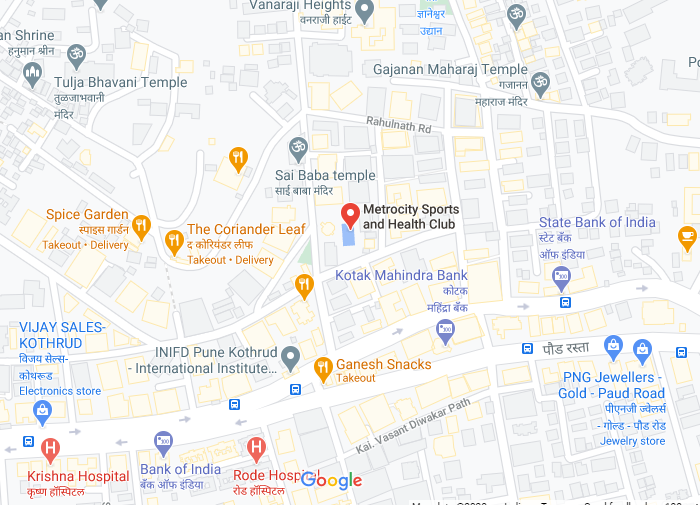 Vanaraji Heights
वनराजी हाईट
ज्ञानेश्वर
उद्यान
an Shrine
हनुमान श्रीन
Tulja Bhavani Temple
तुळजाभवानी
मंदिर
Gajanan Maharaj Temple
गजानन
महाराज मंदिर
Po
Rahulnath Rd
Sai Baba temple
साई बाबा मंदिर
Metrocity Sports
and Health Club
Spice Garden
स्पाइस गार्डन
Takeout • Delivery
The Coriander Leaf
द कोरियंडर लीफ
Takeout • Delivery
State Bank of India
स्टेट बँक
ऑफ इंडिया
Kotak Mahindra Bank
कोटक
महिंद्रा बँक
VIJAY SALES-
KOTHRUD
विजय सेल्स-
कोथरूड
Electronics store
INIFD Pune Kothrud
- International Institute...
Ganesh Snacks
Takeout
पौड रस्ता
PNG Jewellers -
Gold - Paud Road
पीएनजी ज्वेलर्स
- गोल्ड - पौड रोड
Jewelry store
Kai. Vasant Diwakar Path
Krishna Hospital
कृष्ण हॉस्पिटल
Bank of India
बँक ऑफ इंडिया
Rode Hospital
रोडे हॉस्पिटल
Google